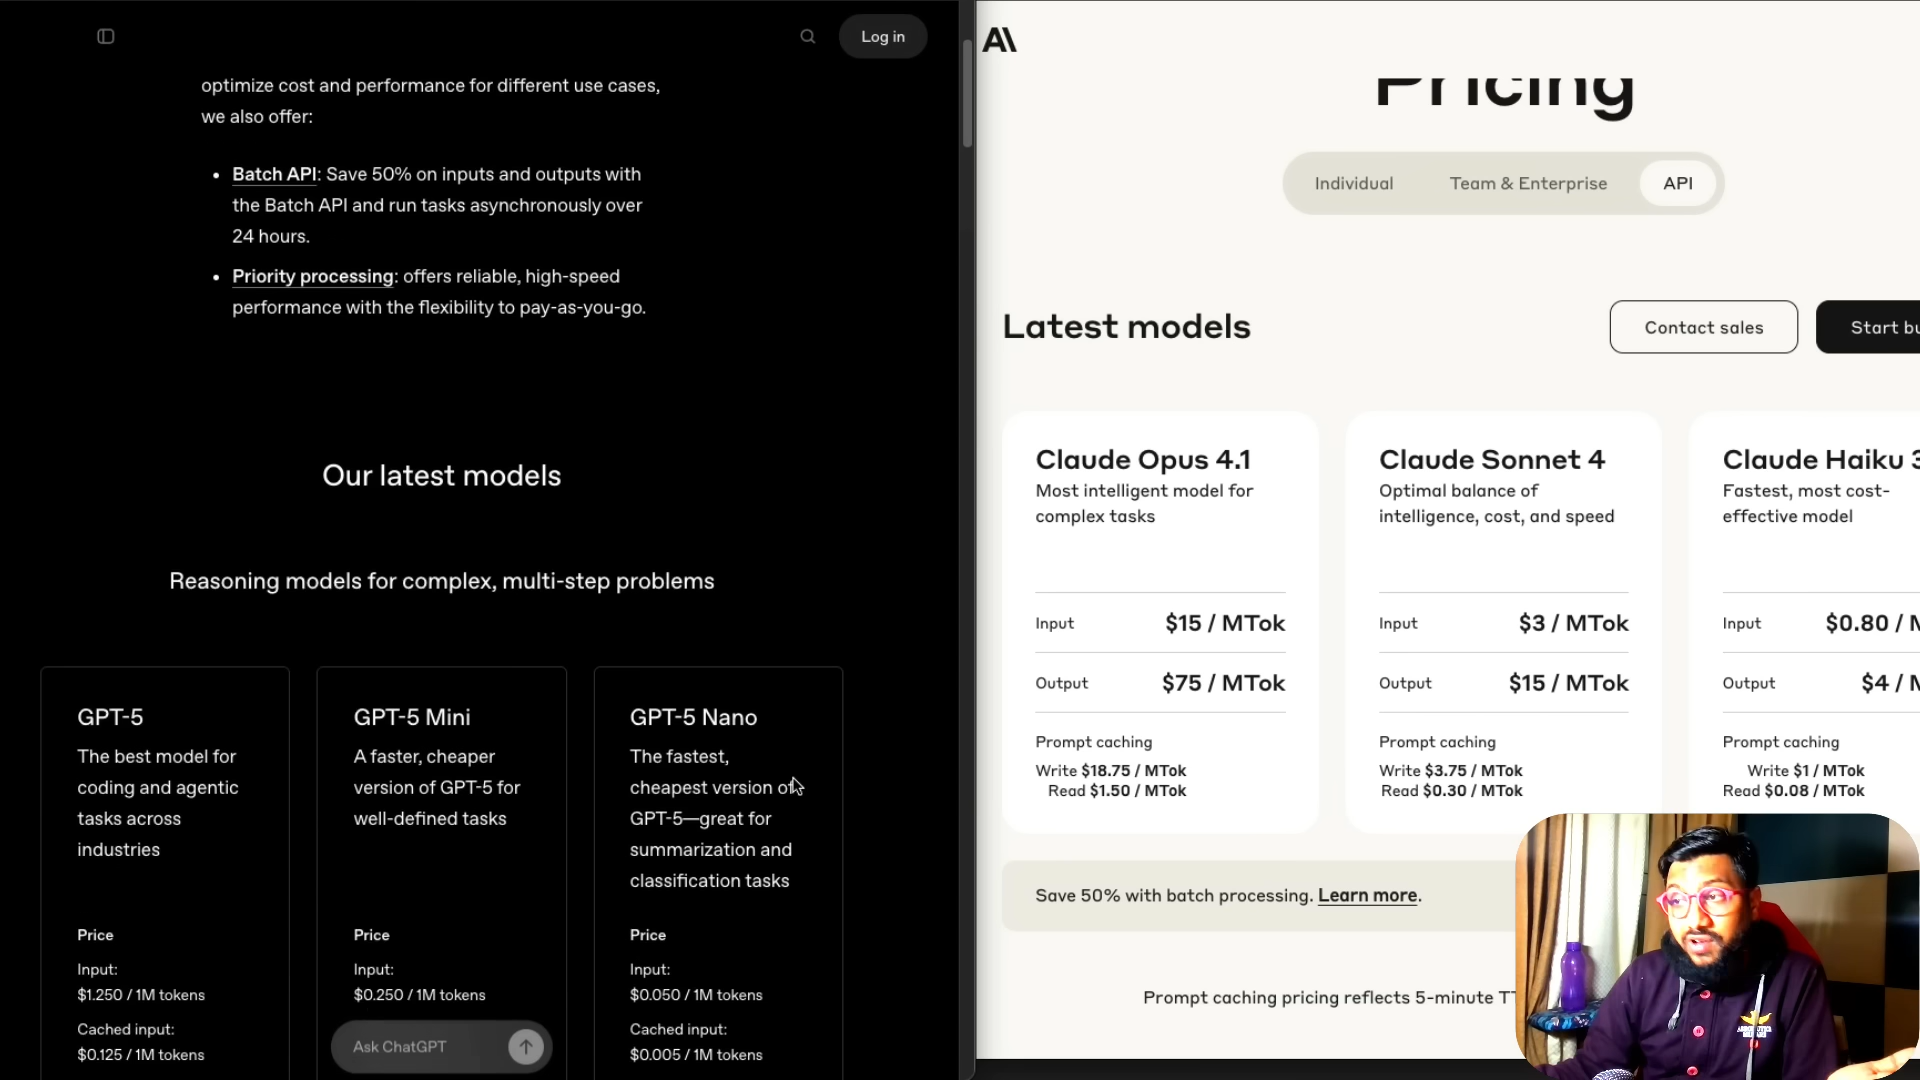 Log in
optimize cost and performance for different use cases,
we also offer:
• Batch API: Save 50% on inputs and outputs with
the Batch API and run tasks asynchronously over
24 hours.
• Priority processing: offers reliable, high-speed
performance with the flexibility to pay-as-you-go.
Our latest models
Reasoning models for complex, multi-step problems
GPT-5
The best model for
coding and agentic
tasks across
industries
Price
Input:
$1.250 / 1M tokens
Cached input:
$0.125 / 1M tokens
GPT-5 Mini
A faster, cheaper
version of GPT-5 for
well-defined tasks
Price
Input:
$0.250 / 1M tokens
Ask ChatGPT
GPT-5 Nano
The fastest,
cheapest version of
GPT-5—great for
summarization and
classification tasks
Price
Input:
$0.050 / 1M tokens
Cached input:
$0.005 / 1M tokens
A\
Pricing
Individual
Team & Enterprise
API
Latest models
Contact sales
Start bu
Claude Opus 4.1
Most intelligent model for
complex tasks
Input $15 / MTok
Output $75 / MTok
Prompt caching
Write $18.75 / MTok
Read $1.50 / MTok
Claude Sonnet 4
Optimal balance of
intelligence, cost, and speed
Input $3 / MTok
Output $15 / MTok
Prompt caching
Write $3.75 / MTok
Read $0.30 / MTok
Claude Haiku 3
Fastest, most cost-
effective model
Input $0.80 / M
Output $4 / M
Prompt caching
Write $1 / MTok
Read $0.08 / MTok
Save 50% with batch processing. Learn more.
Prompt caching pricing reflects 5-minute TT